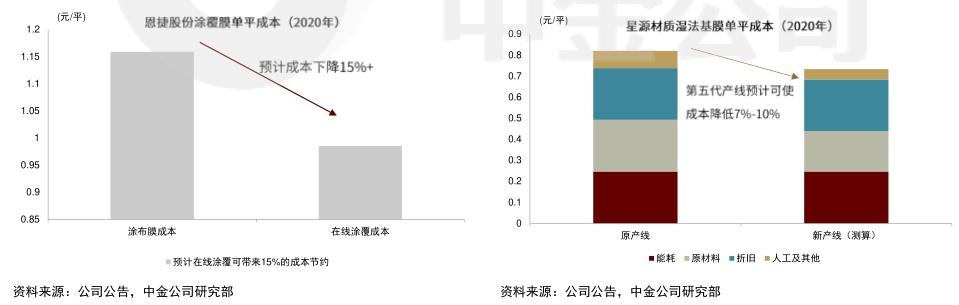 恩捷股份涂覆膜单平成本（2020年）
(元/平)
1.2
1.15
1.1
1.05
1
0.95
0.9
0.85
预计成本下降15%+
涂布膜成本
在线涂覆成本
预计在线涂覆可带来15%的成本节约
资料来源：公司公告，中金公司研究部
星源材质湿法基膜单平成本（2020年）
(元/平)
0.9
0.8
0.7
0.6
0.5
0.4
0.3
0.2
0.1
0
第五代产线预计可使
成本降低7%-10%
原产线
新产线（测算）
能耗 原材料 折旧 人工及其他
资料来源：公司公告，中金公司研究部
中金公司